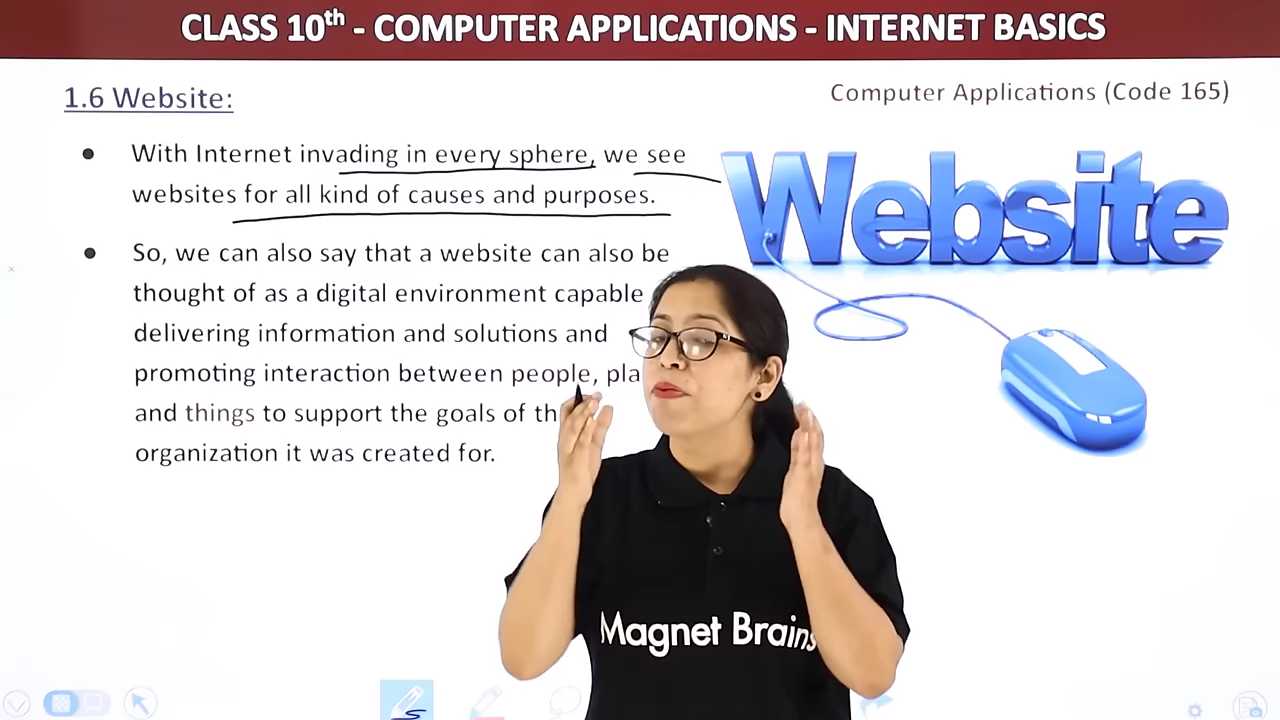 CLASS 10th - COMPUTER APPLICATIONS - INTERNET BASICS
1.6 Website:
Computer Applications (Code 165)
● With Internet invading in every sphere, we see
websites for all kind of causes and purposes.
● So, we can also say that a website can also be
thought of as a digital environment capable
delivering information and solutions and
promoting interaction between people,
and things to support the goals of
organization it was created for.
Website
Magnet Brains